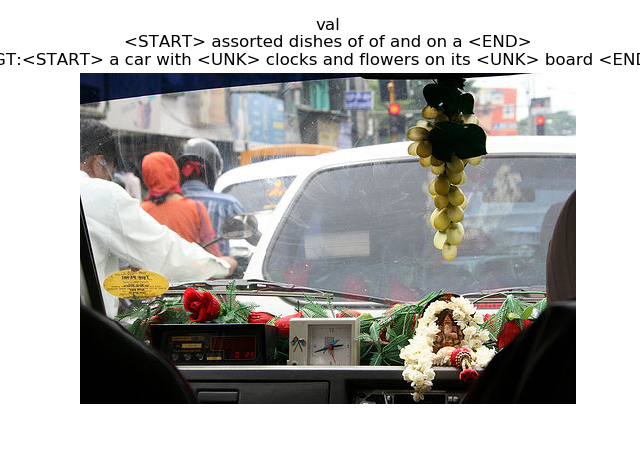 val
<START> assorted dishes of of and on a <END>
GT:<START> a car with <UNK> clocks and flowers on its <UNK> board <END